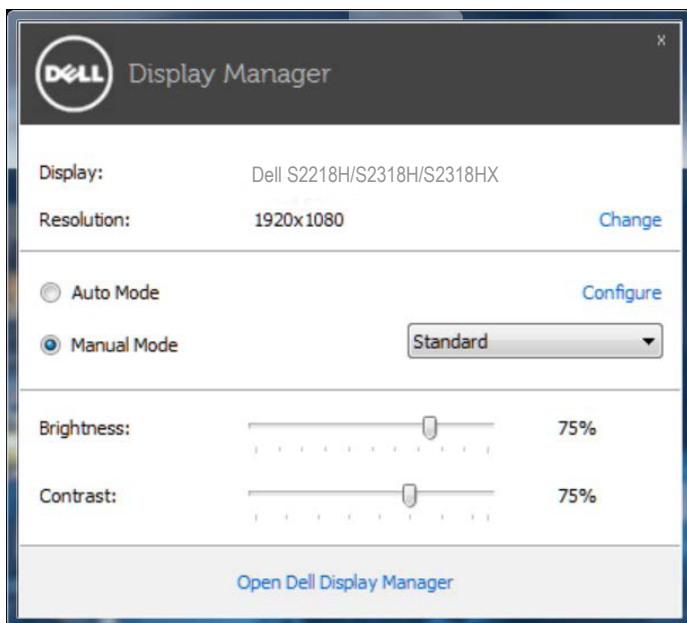 DELL Display Manager x
Display: Dell S2218H/S2318H/S2318HX
Resolution: 1920x1080 Change
Auto Mode Configure
Manual Mode Standard
Brightness: 75%
Contrast: 75%
Open Dell Display Manager